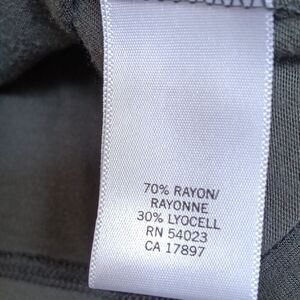 70% RAYON/
RAYONNE
30% LYOCELL
RN 54023
CA 17897